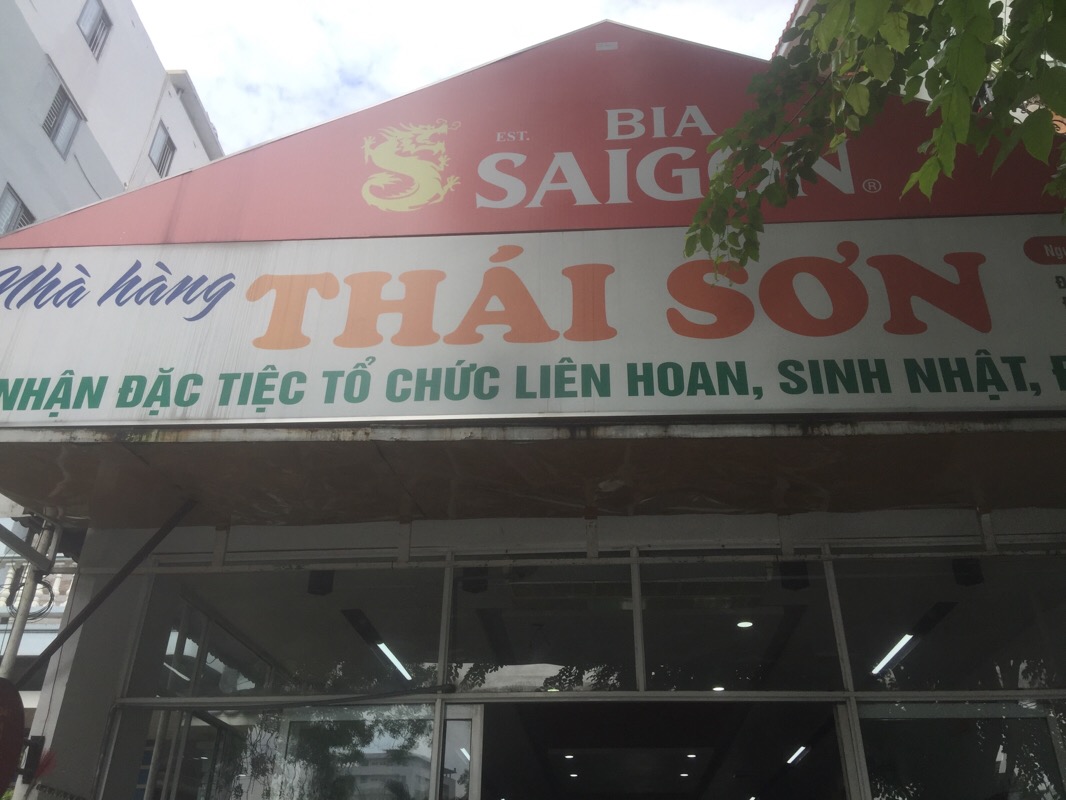 EST.
BIA
SAIGON®
Nhà hàng
THÁI SƠN
NHẬN ĐẶC TIỆC TỔ CHỨC LIÊN HOAN, SINH NHẬT,